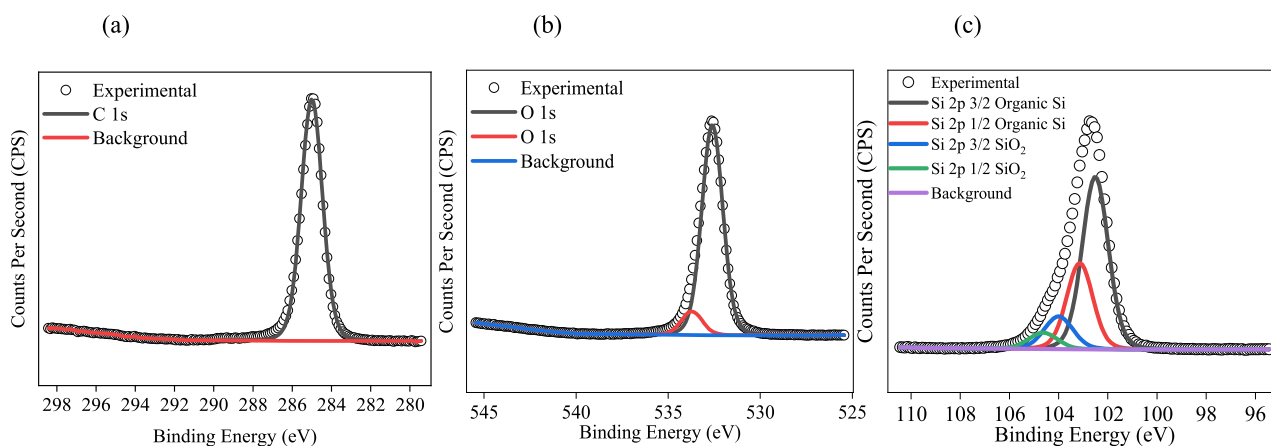 (a)
Counts Per Second (CPS)
Experimental
C 1s
Background
298 296 294 292 290 288 286 284 282 280
Binding Energy (eV)
(b)
Counts Per Second (CPS)
Experimental
O 1s
O 1s
Background
545 540 535 530 525
Binding Energy (eV)
(c)
Counts Per Second (CPS)
Experimental
Si 2p 3/2 Organic Si
Si 2p 1/2 Organic Si
Si 2p 3/2 SiO₂
Si 2p 1/2 SiO₂
Background
110 108 106 104 102 100 98 96
Binding Energy (eV)